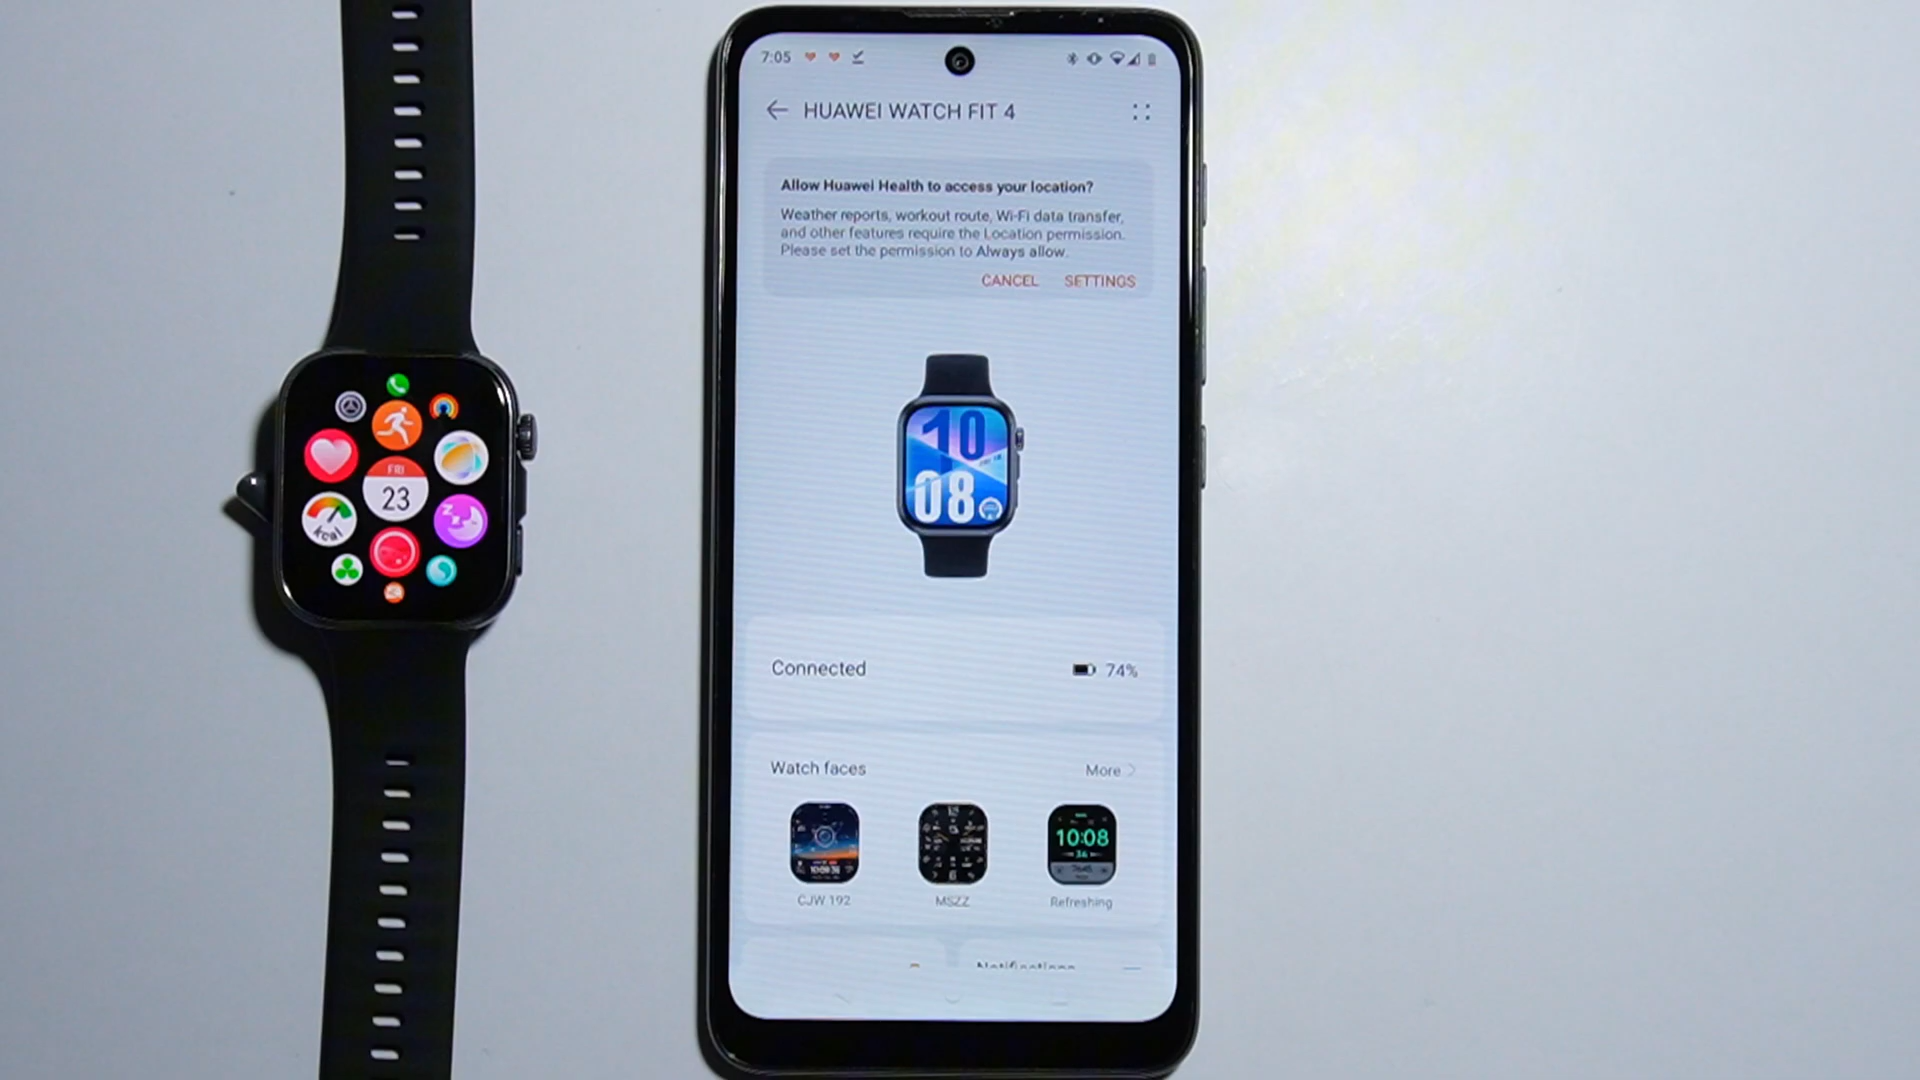 7:05
HUAWEI WATCH FIT 4
Allow Huawei Health to access your location?
Weather reports, workout route, Wi-Fi data transfer,
and other features require the Location permission.
Please set the permission to Always allow.
CANCEL SETTINGS
FRI
23
kcal
10
08
Connected
74%
Watch faces
More
10:08
CJW 192
MSZZ
Refreshing
Notifications